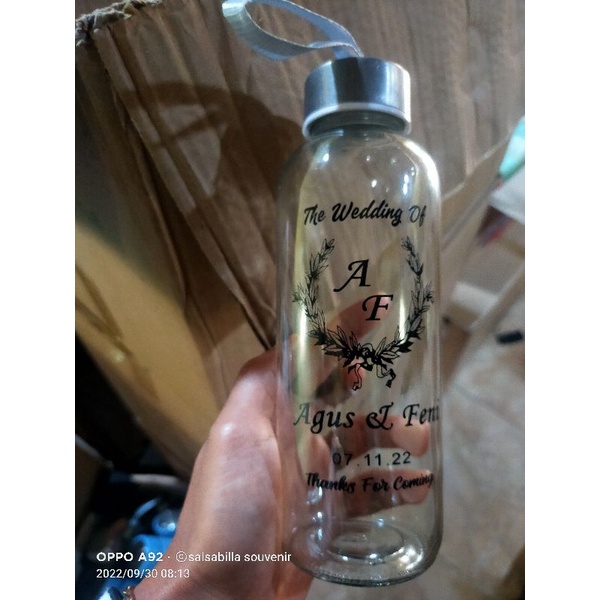 The Wedding Of
A
F
Agus & Feni
07.11.22
Thanks For Coming
OPPO A92 · ©salsabilla souvenir
2022/09/30 08:13